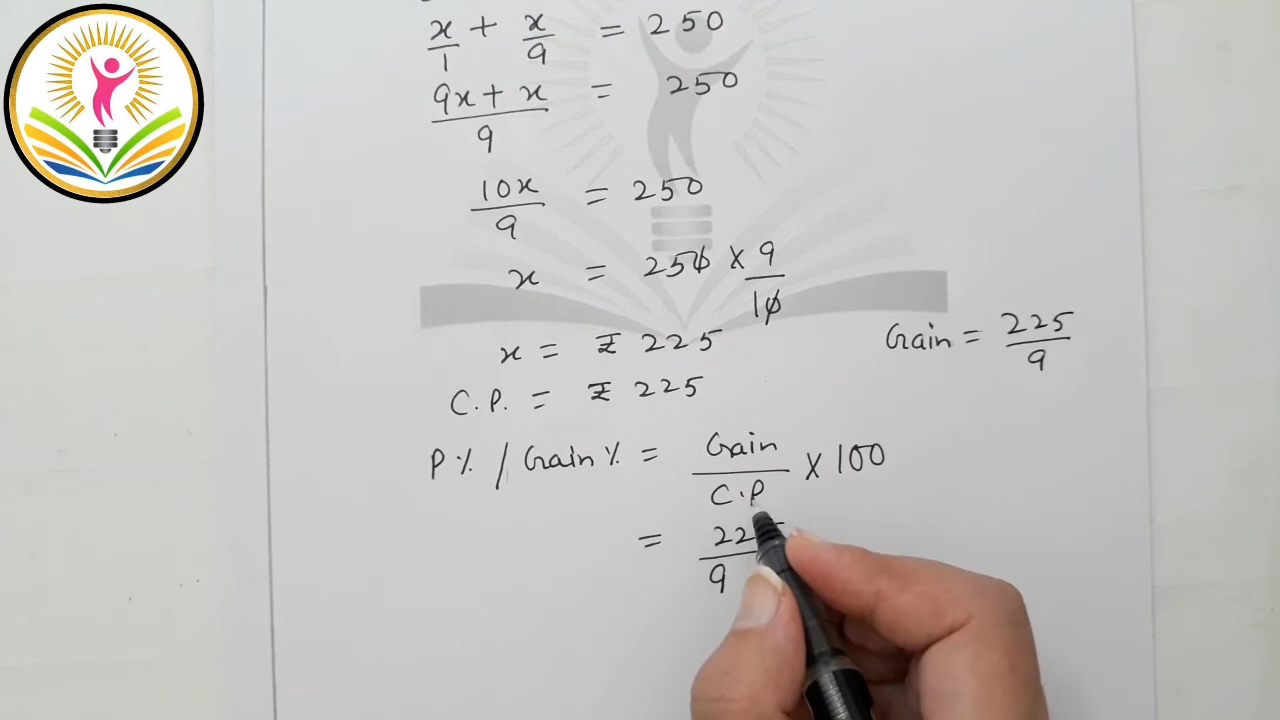 x/1 + x/9 = 250
9x + x/9 = 250
10x/9 = 250
x = 250 × 9/10
x = ₹ 225
Gain = 225/9
C.P. = ₹ 225
P% / Gain% = Gain/C.P × 100
= 22 /9